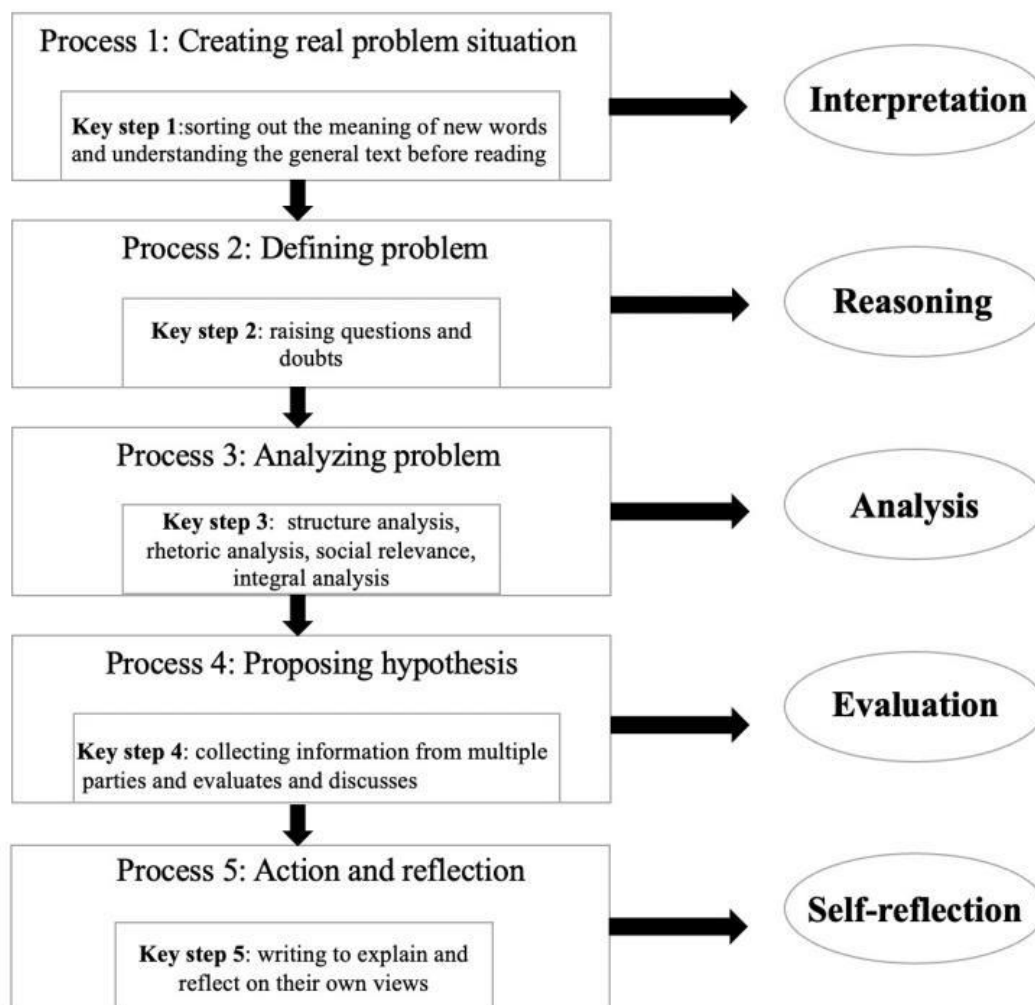 Process 1: Creating real problem situation
Key step 1:sorting out the meaning of new words
and understanding the general text before reading
Interpretation
Process 2: Defining problem
Key step 2: raising questions and
doubts
Reasoning
Process 3: Analyzing problem
Key step 3: structure analysis,
rhetoric analysis, social relevance,
integral analysis
Analysis
Process 4: Proposing hypothesis
Key step 4: collecting information from multiple
parties and evaluates and discusses
Evaluation
Process 5: Action and reflection
Key step 5: writing to explain and
reflect on their own views
Self-reflection